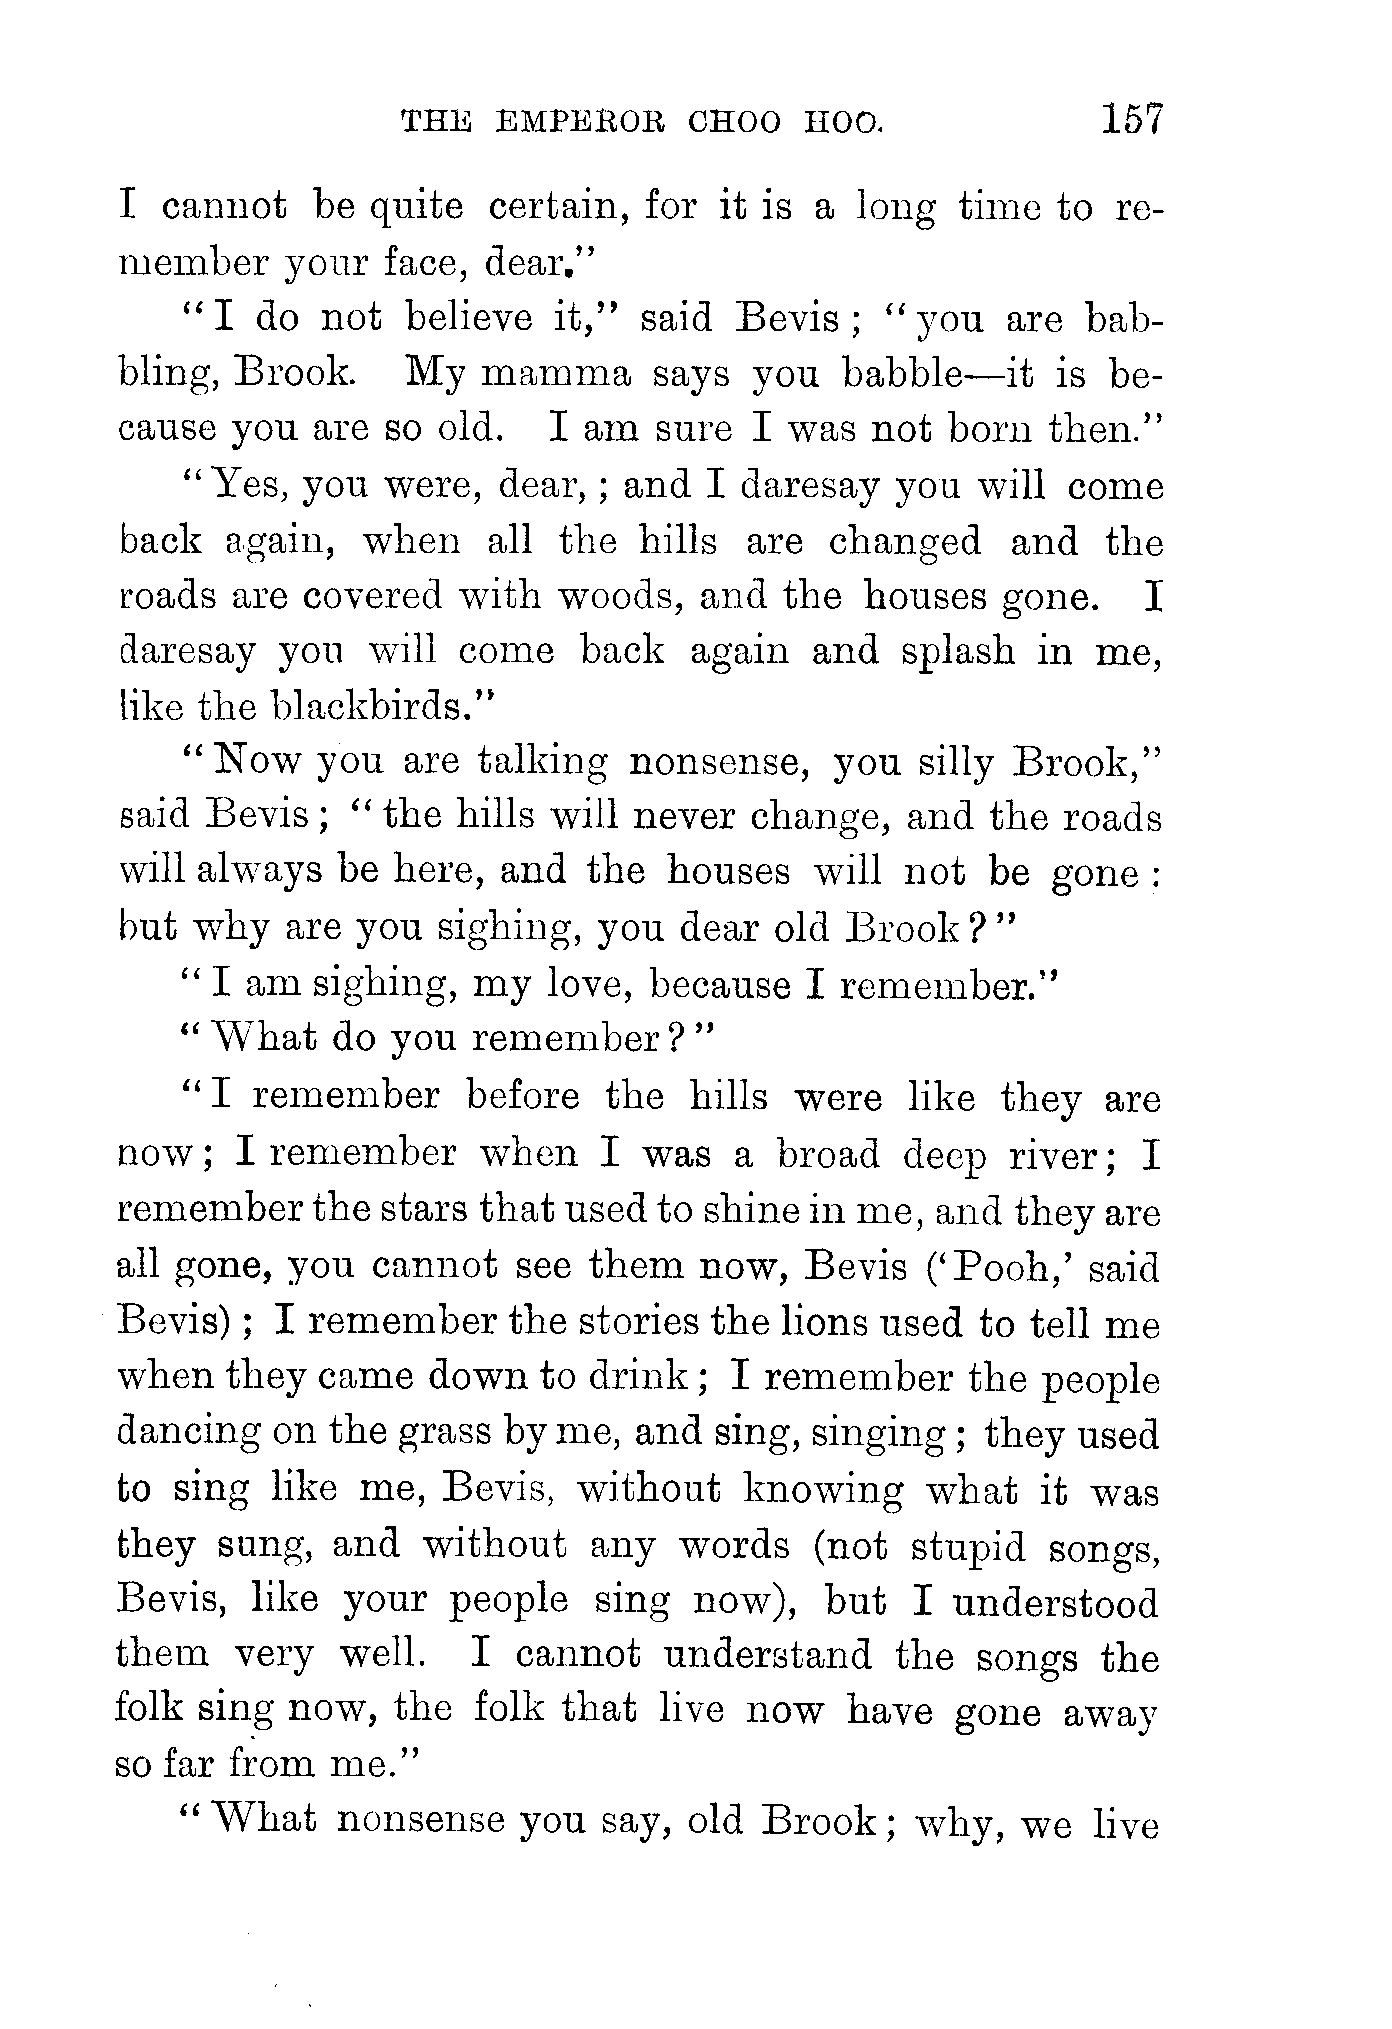 THE EMPEROR CHOO HOO. 157
I cannot be quite certain, for it is a long time to re-
member your face, dear."
"I do not believe it," said Bevis; "you are bab-
bling, Brook. My mamma says you babble—it is be-
cause you are so old. I am sure I was not born then."
"Yes, you were, dear,; and I daresay you will come
back again, when all the hills are changed and the
roads are covered with woods, and the houses gone. I
daresay you will come back again and splash in me,
like the blackbirds."
"Now you are talking nonsense, you silly Brook,"
said Bevis; "the hills will never change, and the roads
will always be here, and the houses will not be gone:
but why are you sighing, you dear old Brook?"
"I am sighing, my love, because I remember."
"What do you remember?"
"I remember before the hills were like they are
now; I remember when I was a broad deep river; I
remember the stars that used to shine in me, and they are
all gone, you cannot see them now, Bevis ('Pooh,' said
Bevis); I remember the stories the lions used to tell me
when they came down to drink; I remember the people
dancing on the grass by me, and sing, singing; they used
to sing like me, Bevis, without knowing what it was
they sung, and without any words (not stupid songs,
Bevis, like your people sing now), but I understood
them very well. I cannot understand the songs the
folk sing now, the folk that live now have gone away
so far from me."
"What nonsense you say, old Brook; why, we live